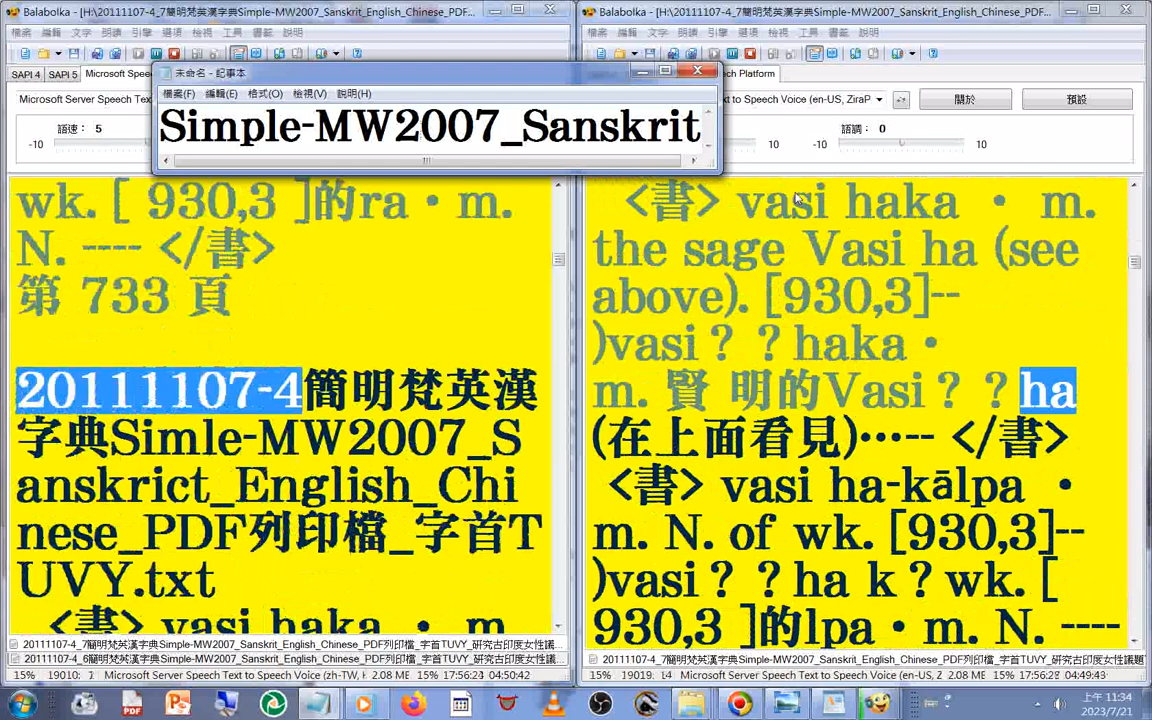 Balabolka - [H:\20111107-4_7簡明梵英漢字典Simple-MW2007_Sanskrit_English_Chinese_PDF...
檔案 編輯 文字 朗讀 引擎 選項 檢視 工具 書籤 說明
SAPI 4 SAPI 5 Microsoft Spee
Microsoft Server Speech Text
語速： 5
-10
wk. [ 930,3 ]的ra・m.
N. ---- </書>
第 733 頁
20111107-4簡明梵英漢
字典Simle-MW2007_S
anskrict_English_Chi
nese_PDF列印檔_字首T
UVY.txt
<書> vasi haka ・ m.
20111107-4_7簡明梵英漢字典Simple-MW2007_Sanskrit_English_Chinese_PDF列印檔_字首TUVY_研究古印度女性議...
20111107-4_6簡明梵英漢字典Simple-MW2007_Sanskrit_English_Chinese_PDF列印檔_字首TUVY_研究古印度女性議...
15% 19010: Microsoft Server Speech Text to Speech Voice (zh-TW, 2.08 MB 17:56:23 04:50:42
未命名 - 記事本
檔案(F) 編輯(E) 格式(O) 檢視(V) 說明(H)
Simple-MW2007_Sanskrit
Balabolka - [H:\20111107-4_7簡明梵英漢字典Simple-MW2007_Sanskrit_English_Chinese_PDF...
檔案 編輯 文字 朗讀 引擎 選項 檢視 工具 書籤 說明
ch Platform
t to Speech Voice (en-US, ZiraP 關於 預設
10 語調： 0
-10 10
<書> vasi haka ・ m.
the sage Vasi ha (see
above). [930,3]--
)vasi？？haka・
m. 賢 明的Vasi？？ha
(在上面看見)…-- </書>
<書> vasi ha-kālpa ・
m. N. of wk. [930,3]--
)vasi？？ha k？wk. [
930,3 ]的lpa・m. N. ----
20111107-4_7簡明梵英漢字典Simple-MW2007_Sanskrit_English_Chinese_PDF列印檔_字首TUVY_研究古印度女性議題
15% 19019: Microsoft Server Speech Text to Speech Voice (en-US, 2.08 MB 17:56:28 04:49:43
上午 11:34
2023/7/21